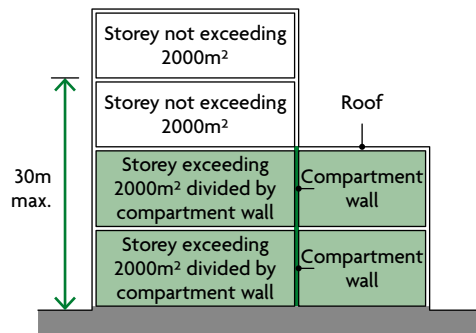 Storey not exceeding
2000m²
Storey not exceeding
2000m²
Roof
30m
max.
Storey exceeding
2000m² divided by
compartment wall
Compartment
wall
Storey exceeding
2000m² divided by
compartment wall
Compartment
wall